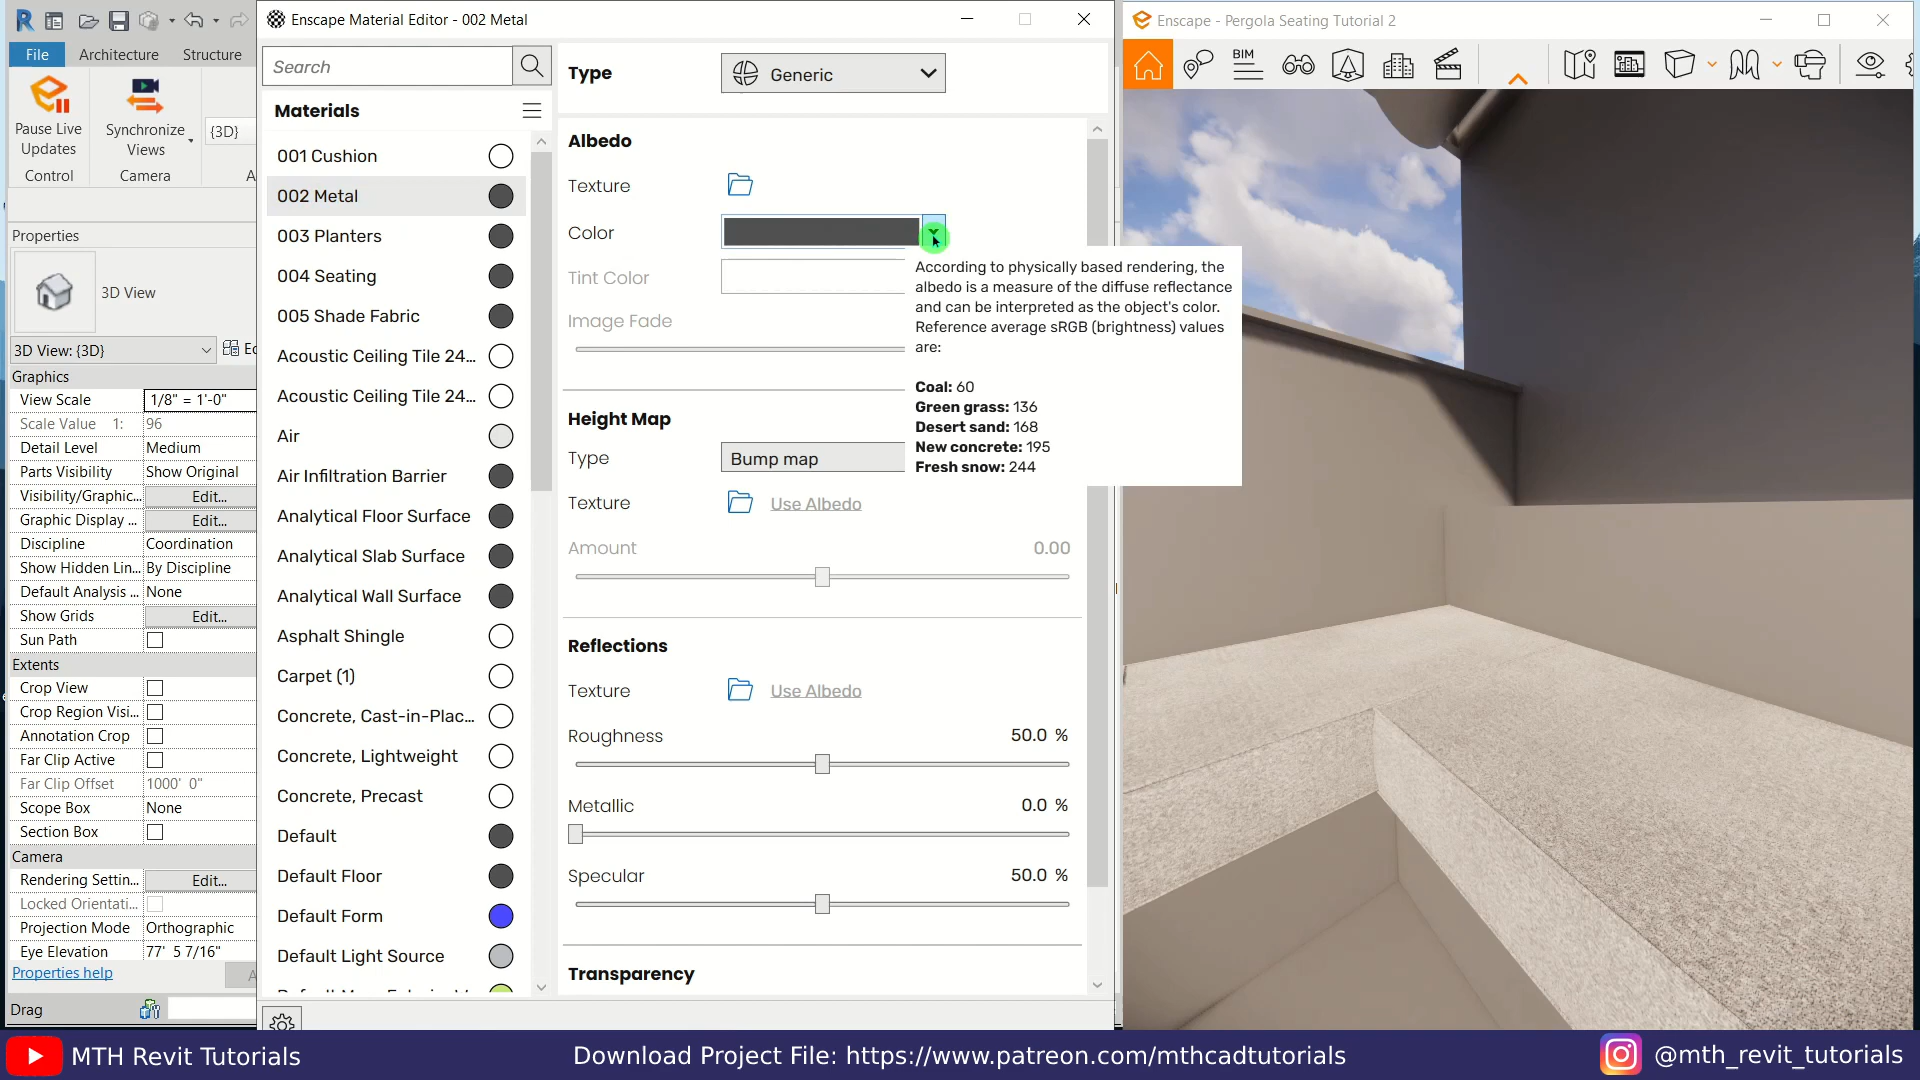 Enscape Material Editor - 002 Metal
Enscape - Pergola Seating Tutorial 2
File
Architecture
Structure
BIM
Pause Live
Updates
Control
Synchronize
Views
Camera
{3D}
Properties
3D View
3D View: {3D}
Graphics
View Scale 1/8" = 1'-0"
Scale Value 1: 96
Detail Level Medium
Parts Visibility Show Original
Visibility/Graphic... Edit...
Graphic Display ... Edit...
Discipline Coordination
Show Hidden Lin... By Discipline
Default Analysis ... None
Show Grids Edit...
Sun Path
Extents
Crop View
Crop Region Visi...
Annotation Crop
Far Clip Active
Far Clip Offset 1000' 0"
Scope Box None
Section Box
Camera
Rendering Settin... Edit...
Locked Orientati...
Projection Mode Orthographic
Eye Elevation 77' 5 7/16"
Properties help
Drag
Search
Materials
001 Cushion
002 Metal
003 Planters
004 Seating
005 Shade Fabric
Acoustic Ceiling Tile 24...
Acoustic Ceiling Tile 24...
Air
Air Infiltration Barrier
Analytical Floor Surface
Analytical Slab Surface
Analytical Wall Surface
Asphalt Shingle
Carpet (1)
Concrete, Cast-in-Plac...
Concrete, Lightweight
Concrete, Precast
Default
Default Floor
Default Form
Default Light Source
Type Generic
Albedo
Texture
Color
Tint Color
Image Fade
Height Map
Type Bump map
Texture Use Albedo
Amount 0.00
Reflections
Texture Use Albedo
Roughness 50.0 %
Metallic 0.0 %
Specular 50.0 %
Transparency
According to physically based rendering, the
albedo is a measure of the diffuse reflectance
and can be interpreted as the object's color.
Reference average sRGB (brightness) values
are:
Coal: 60
Green grass: 136
Desert sand: 168
New concrete: 195
Fresh snow: 244
MTH Revit Tutorials
Download Project File: https://www.patreon.com/mthcadtutorials
@mth_revit_tutorials